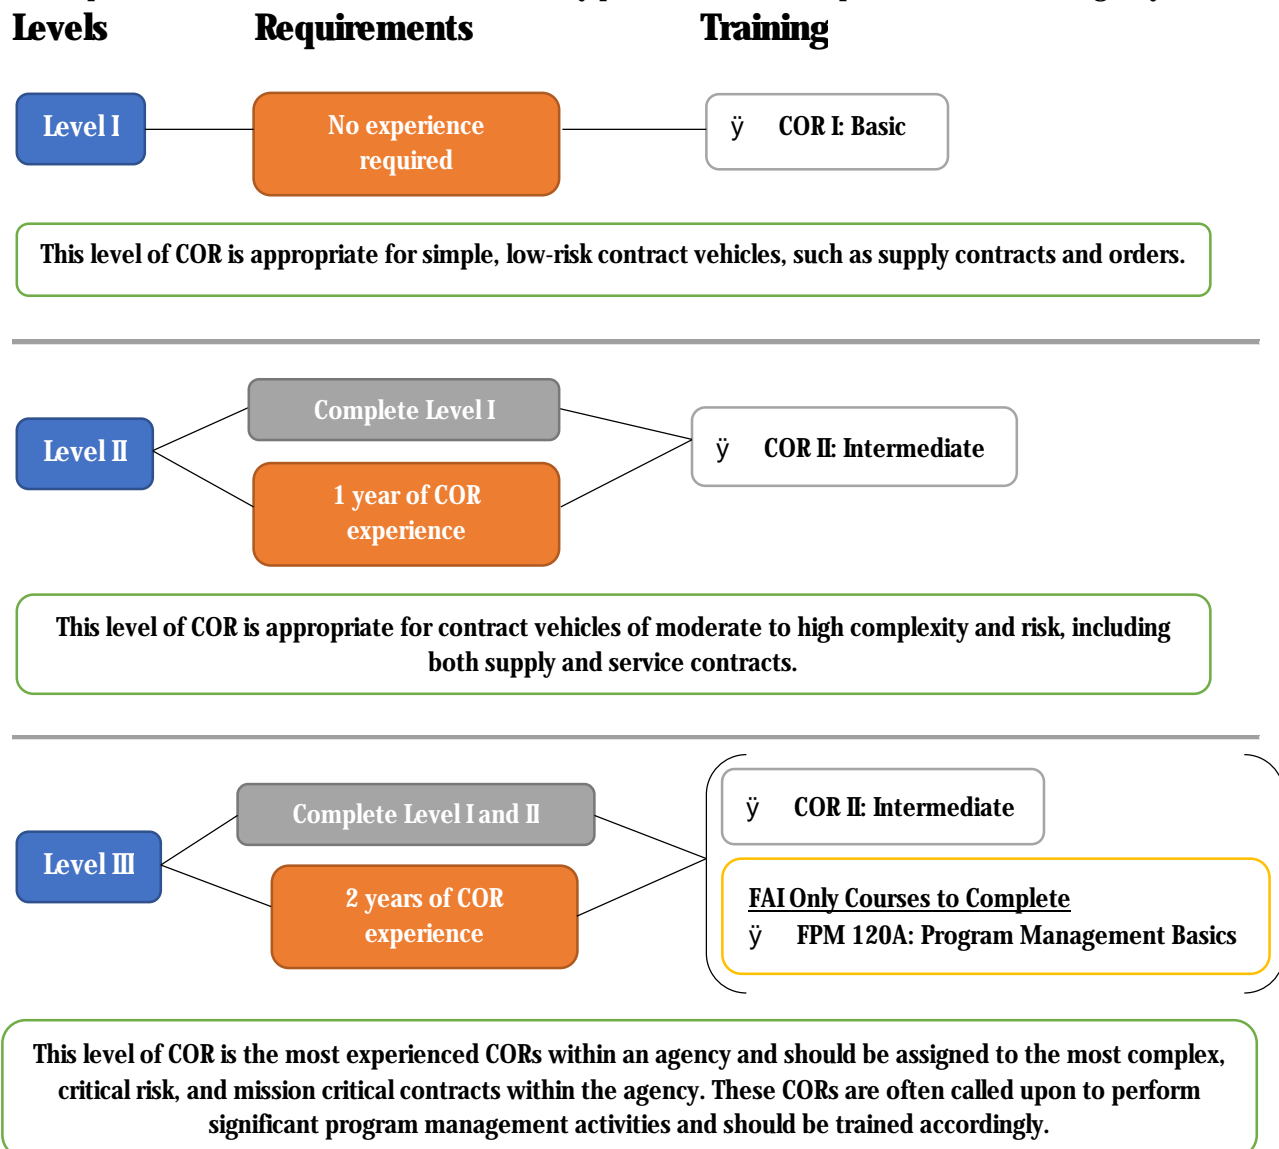 Levels Requirements Training
Level I
No experience
required
ÿ COR I: Basic
This level of COR is appropriate for simple, low-risk contract vehicles, such as supply contracts and orders.
Level II
Complete Level I
1 year of COR
experience
ÿ COR II: Intermediate
This level of COR is appropriate for contract vehicles of moderate to high complexity and risk, including
both supply and service contracts.
Level III
Complete Level I and II
2 years of COR
experience
ÿ COR II: Intermediate
FAI Only Courses to Complete
ÿ FPM 120A: Program Management Basics
This level of COR is the most experienced CORs within an agency and should be assigned to the most complex,
critical risk, and mission critical contracts within the agency. These CORs are often called upon to perform
significant program management activities and should be trained accordingly.